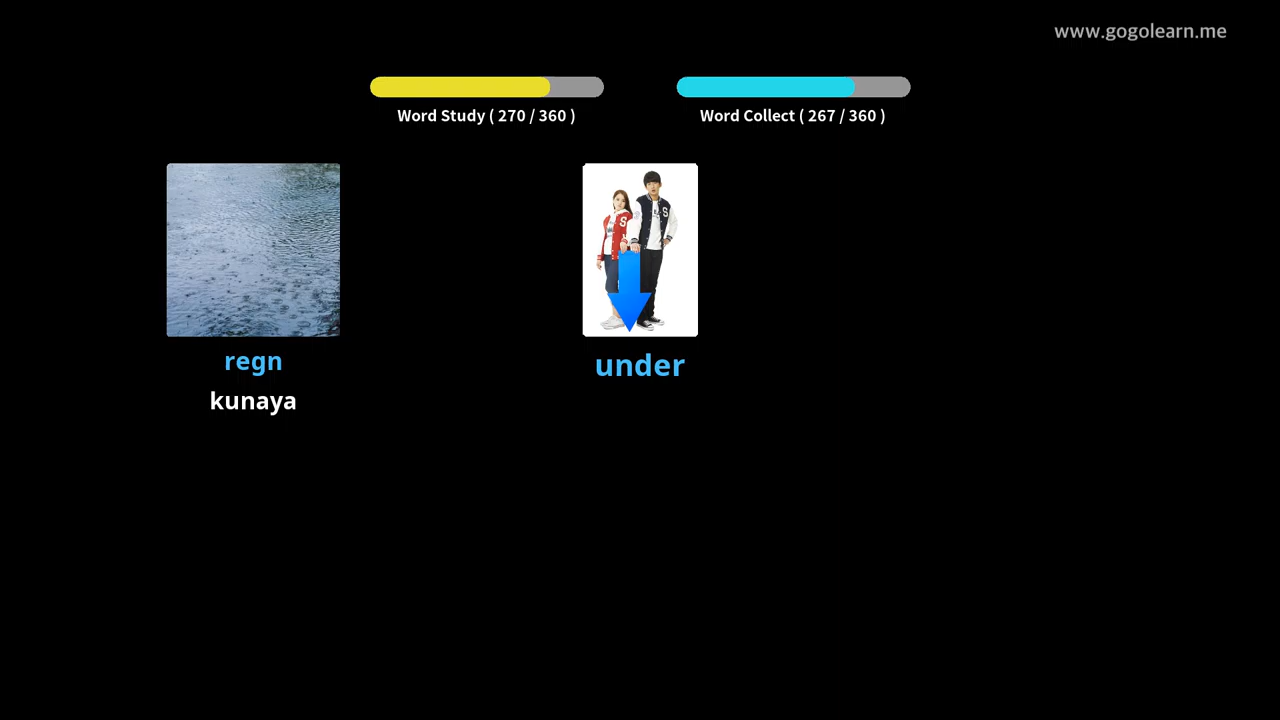 www.gogolearn.me
Word Study ( 270 / 360 )
Word Collect ( 267 / 360 )
S
S
regn
kunaya
under